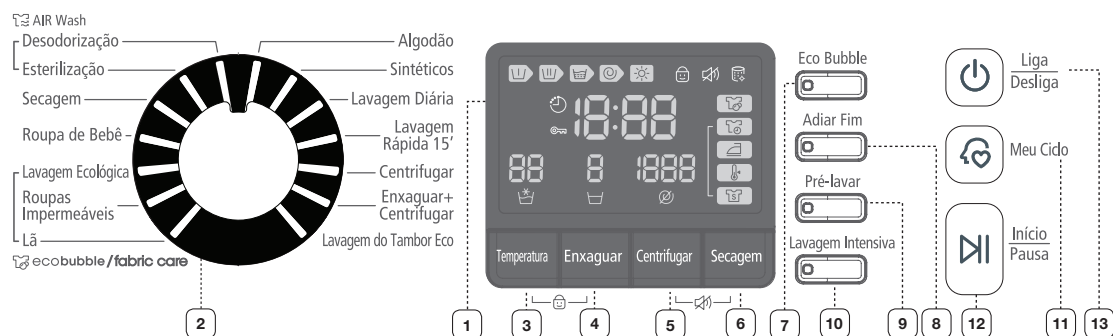 AIR Wash
Desodorização
Esterilização
Secagem
Roupa de Bebê
Lavagem Ecológica
Roupas
Impermeáveis
Lã
ecobubble/fabric care
Algodão
Sintéticos
Lavagem Diária
Lavagem
Rápida 15'
Centrifugar
Enxaguar+
Centrifugar
Lavagem do Tambor Eco
18:88
88 8 1888
Temperatura Enxaguar Centrifugar Secagem
Eco Bubble
Adiar Fim
Pré-lavar
Lavagem Intensiva
Liga
Desliga
Meu Ciclo
Início
Pausa
2 1 3 4 5 6 7 10 9 8 12 11 13